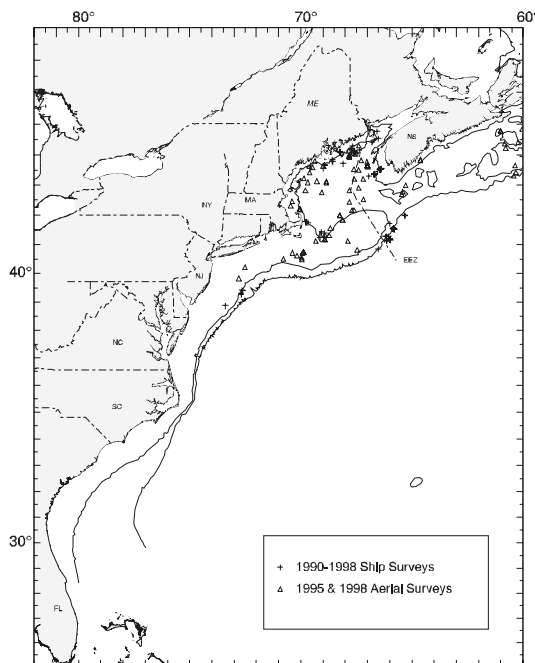 80° 70° 60°
ME
NS
NY
MA
EEZ
NJ
40°
NC
SC
30°
1990-1998 Ship Surveys
1995 & 1998 Aerial Surveys
FL